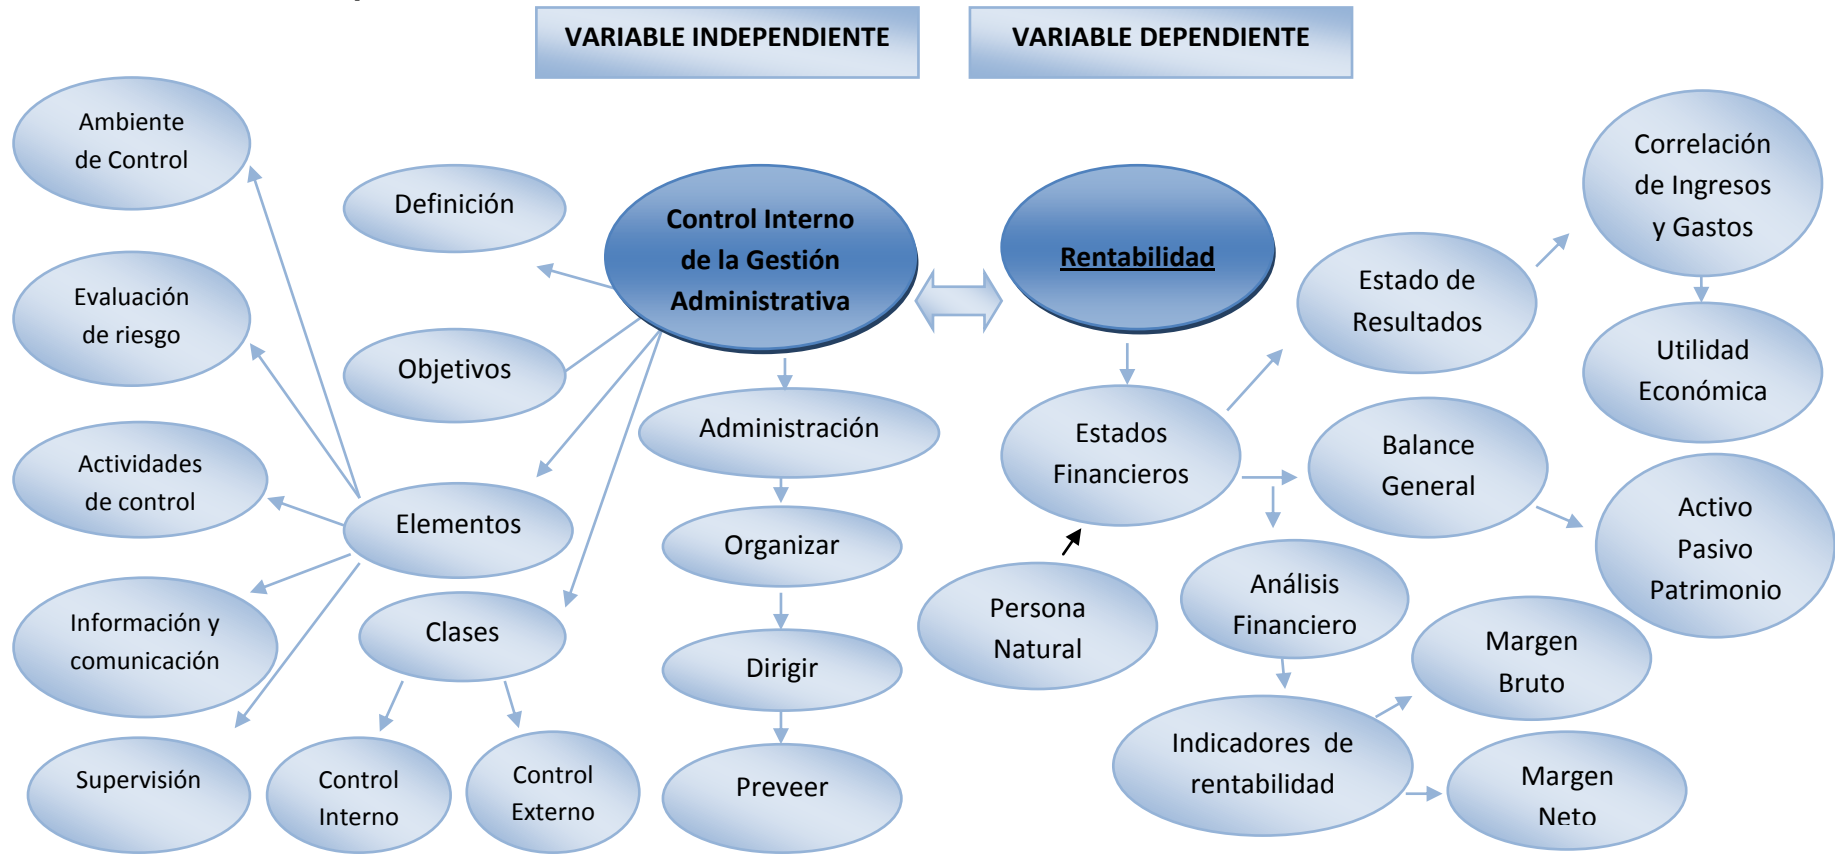 VARIABLE INDEPENDIENTE
VARIABLE DEPENDIENTE
Ambiente
de Control
Evaluación
de riesgo
Actividades
de control
Información y
comunicación
Supervisión
Definición
Objetivos
Elementos
Clases
Control
Interno
Control
Externo
Control Interno
de la Gestión
Administrativa
Administración
Organizar
Dirigir
Preveer
Rentabilidad
Estados
Financieros
Persona
Natural
Estado de
Resultados
Correlación
de Ingresos
y Gastos
Utilidad
Económica
Balance
General
Activo
Pasivo
Patrimonio
Análisis
Financiero
Indicadores de
rentabilidad
Margen
Bruto
Margen
Neto